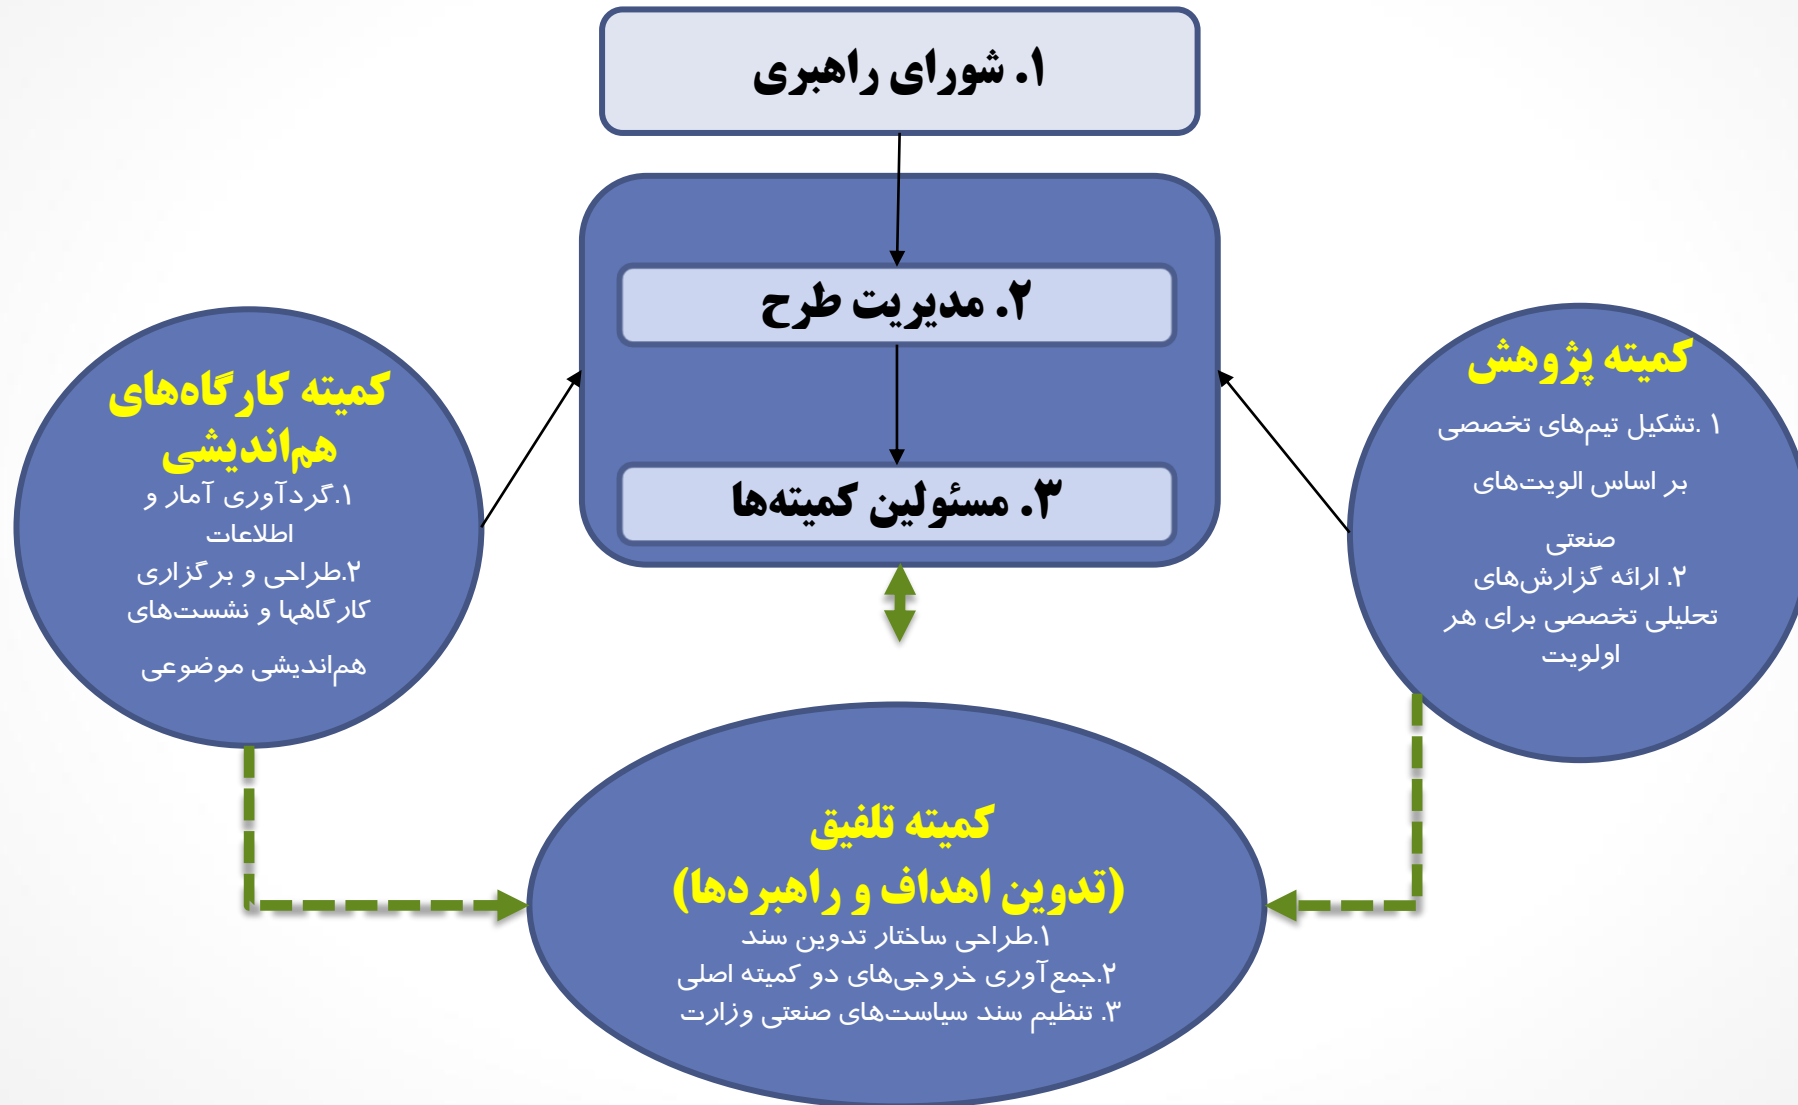 ۱. شورای راهبری
۲. مدیریت طرح
۳. مسئولین کمیته‌ها
کمیته پژوهش
۱ .تشکیل تیم‌های تخصصی
بر اساس الویت‌های
صنعتی
۲. ارائه گزارش‌های
تحلیلی تخصصی برای هر
اولویت
کمیته کارگاه‌های
هم‌اندیشی
۱.گردآوری آمار و
اطلاعات
۲.طراحی و برگزاری
کارگاهها و نشست‌های
هم‌اندیشی موضوعی
کمیته تلفیق
(تدوین اهداف و راهبردها)
۱.طراحی ساختار تدوین سند
۲.جمع‌آوری خروجی‌های دو کمیته اصلی
۳. تنظیم سند سیاست‌های صنعتی وزارت